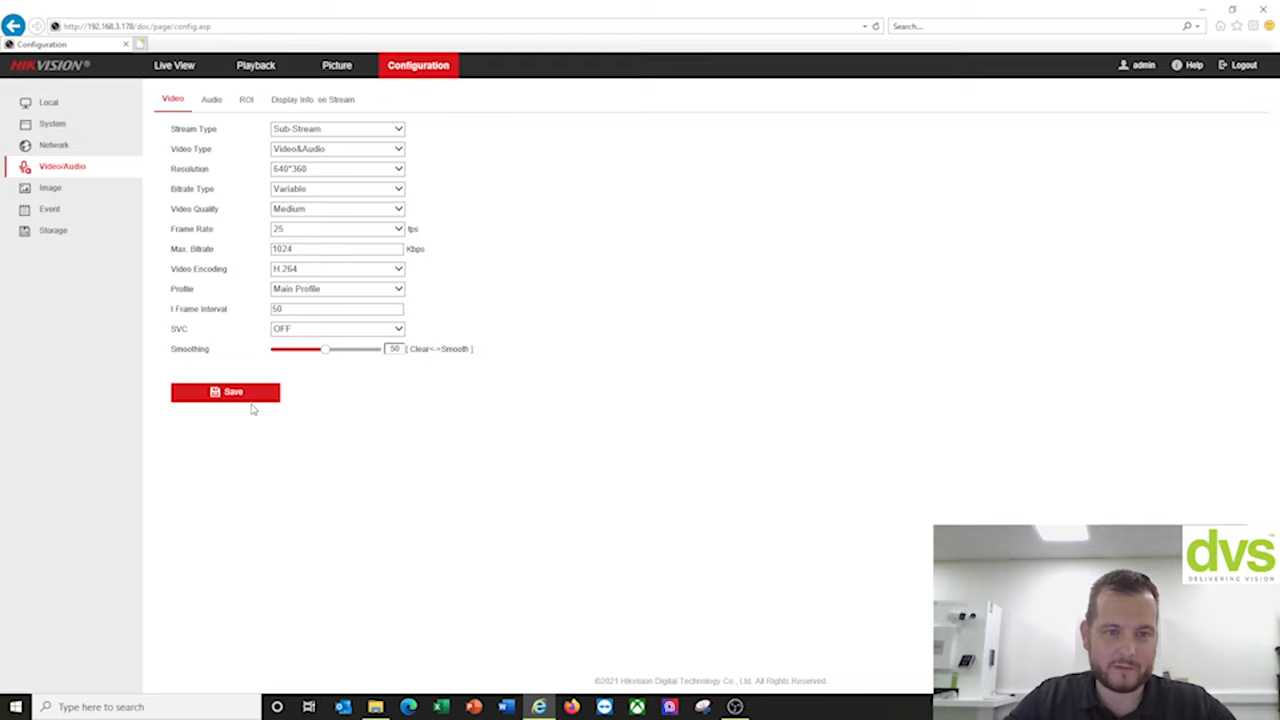 http://192.168.3.178/doc/page/config.asp
Search...
Configuration
HIKVISION®
Live View
Playback
Picture
Configuration
admin
Help
Logout
Local
System
Network
Video/Audio
Image
Event
Storage
Video
Audio
ROI
Display Info. on Stream
Stream Type
Sub-Stream
Video Type
Video&Audio
Resolution
640*360
Bitrate Type
Variable
Video Quality
Medium
Frame Rate
25
fps
Max. Bitrate
1024
Kbps
Video Encoding
H.264
Profile
Main Profile
I Frame Interval
50
SVC
OFF
Smoothing
50
[ Clear<->Smooth ]
Save
dvs
DELIVERING VISION
©2021 Hikvision Digital Technology Co., Ltd. All Rights Reserved.
Type here to search